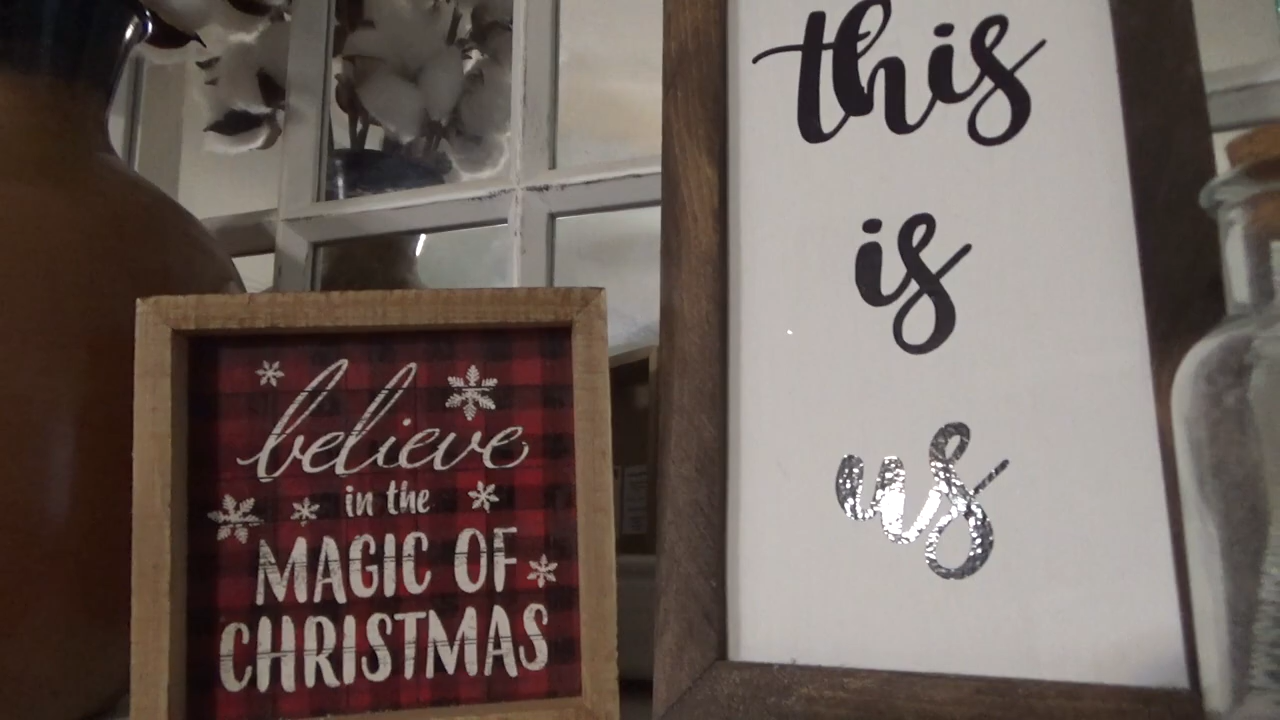 believe
in the
MAGIC OF
CHRISTMAS
this
is
us